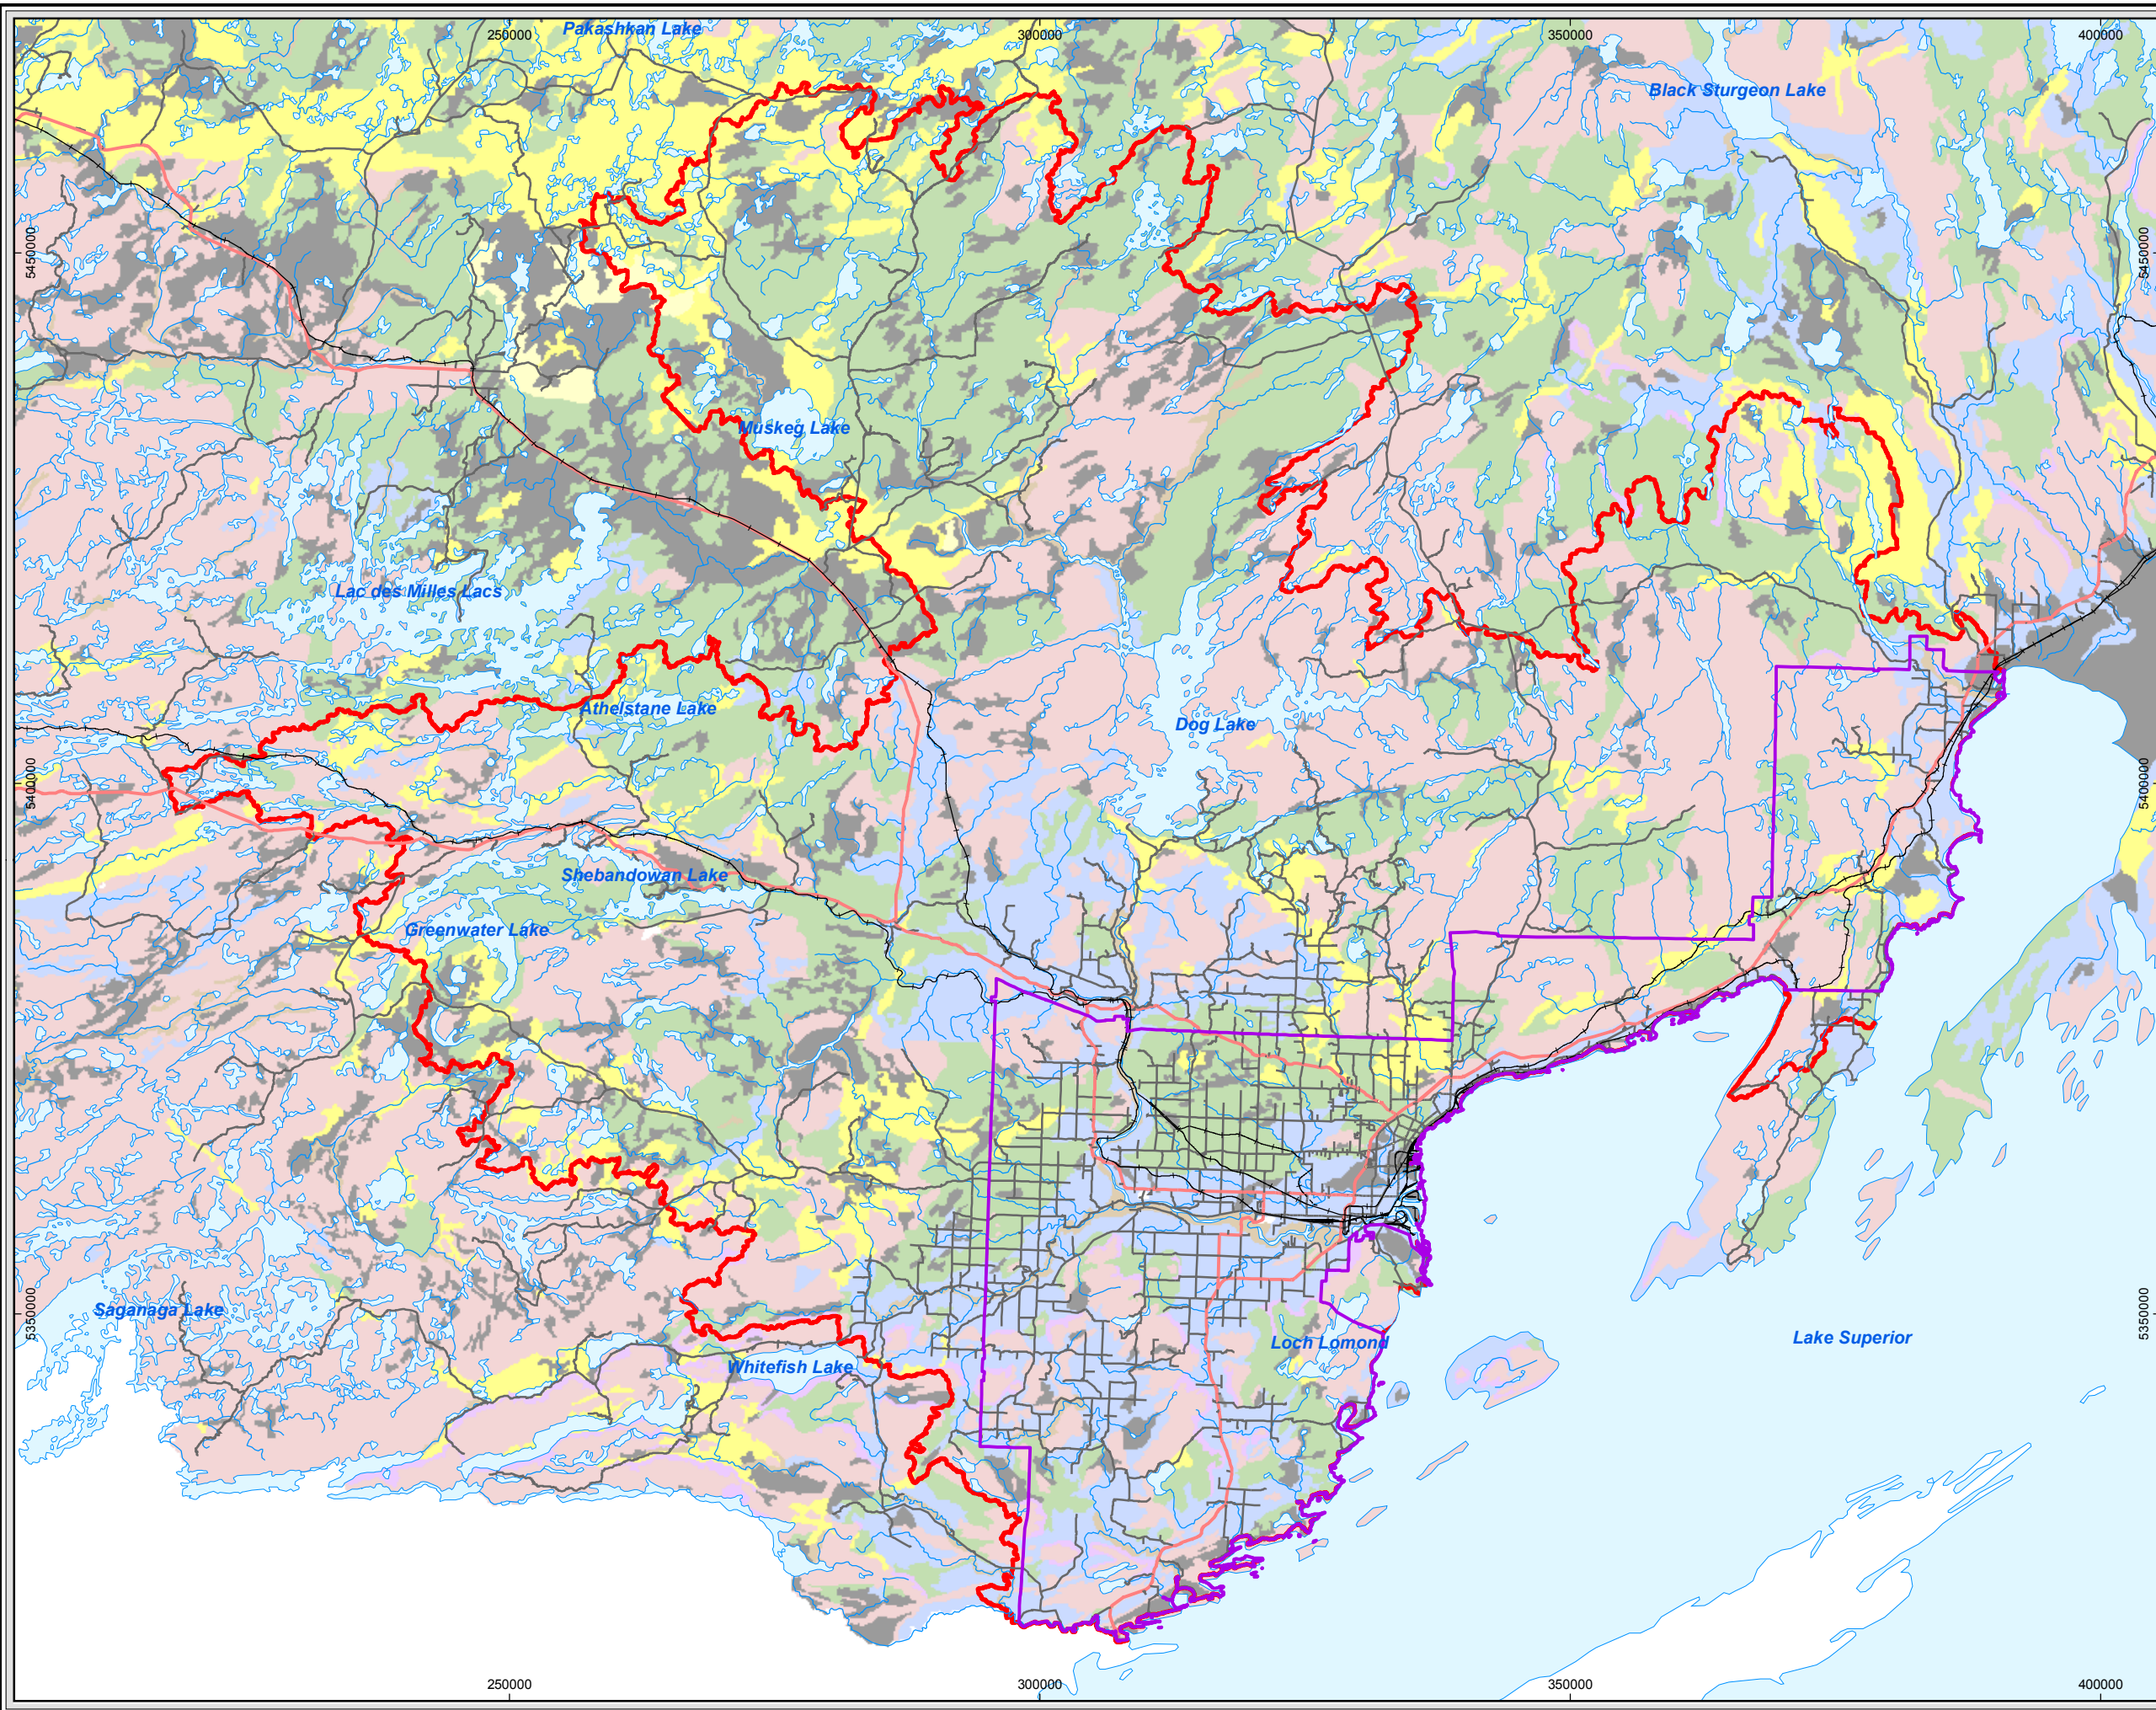 Pakashkan Lake
250000
300000
350000
400000
Black Sturgeon Lake
5450000
5450000
Muskeg Lake
Lac des Milles Lacs
Athelstane Lake
Dog Lake
5400000
5400000
Shebandowan Lake
Greenwater Lake
Saganaga Lake
5350000
5350000
Loch Lomond
Lake Superior
Whitefish Lake
250000
300000
350000
400000